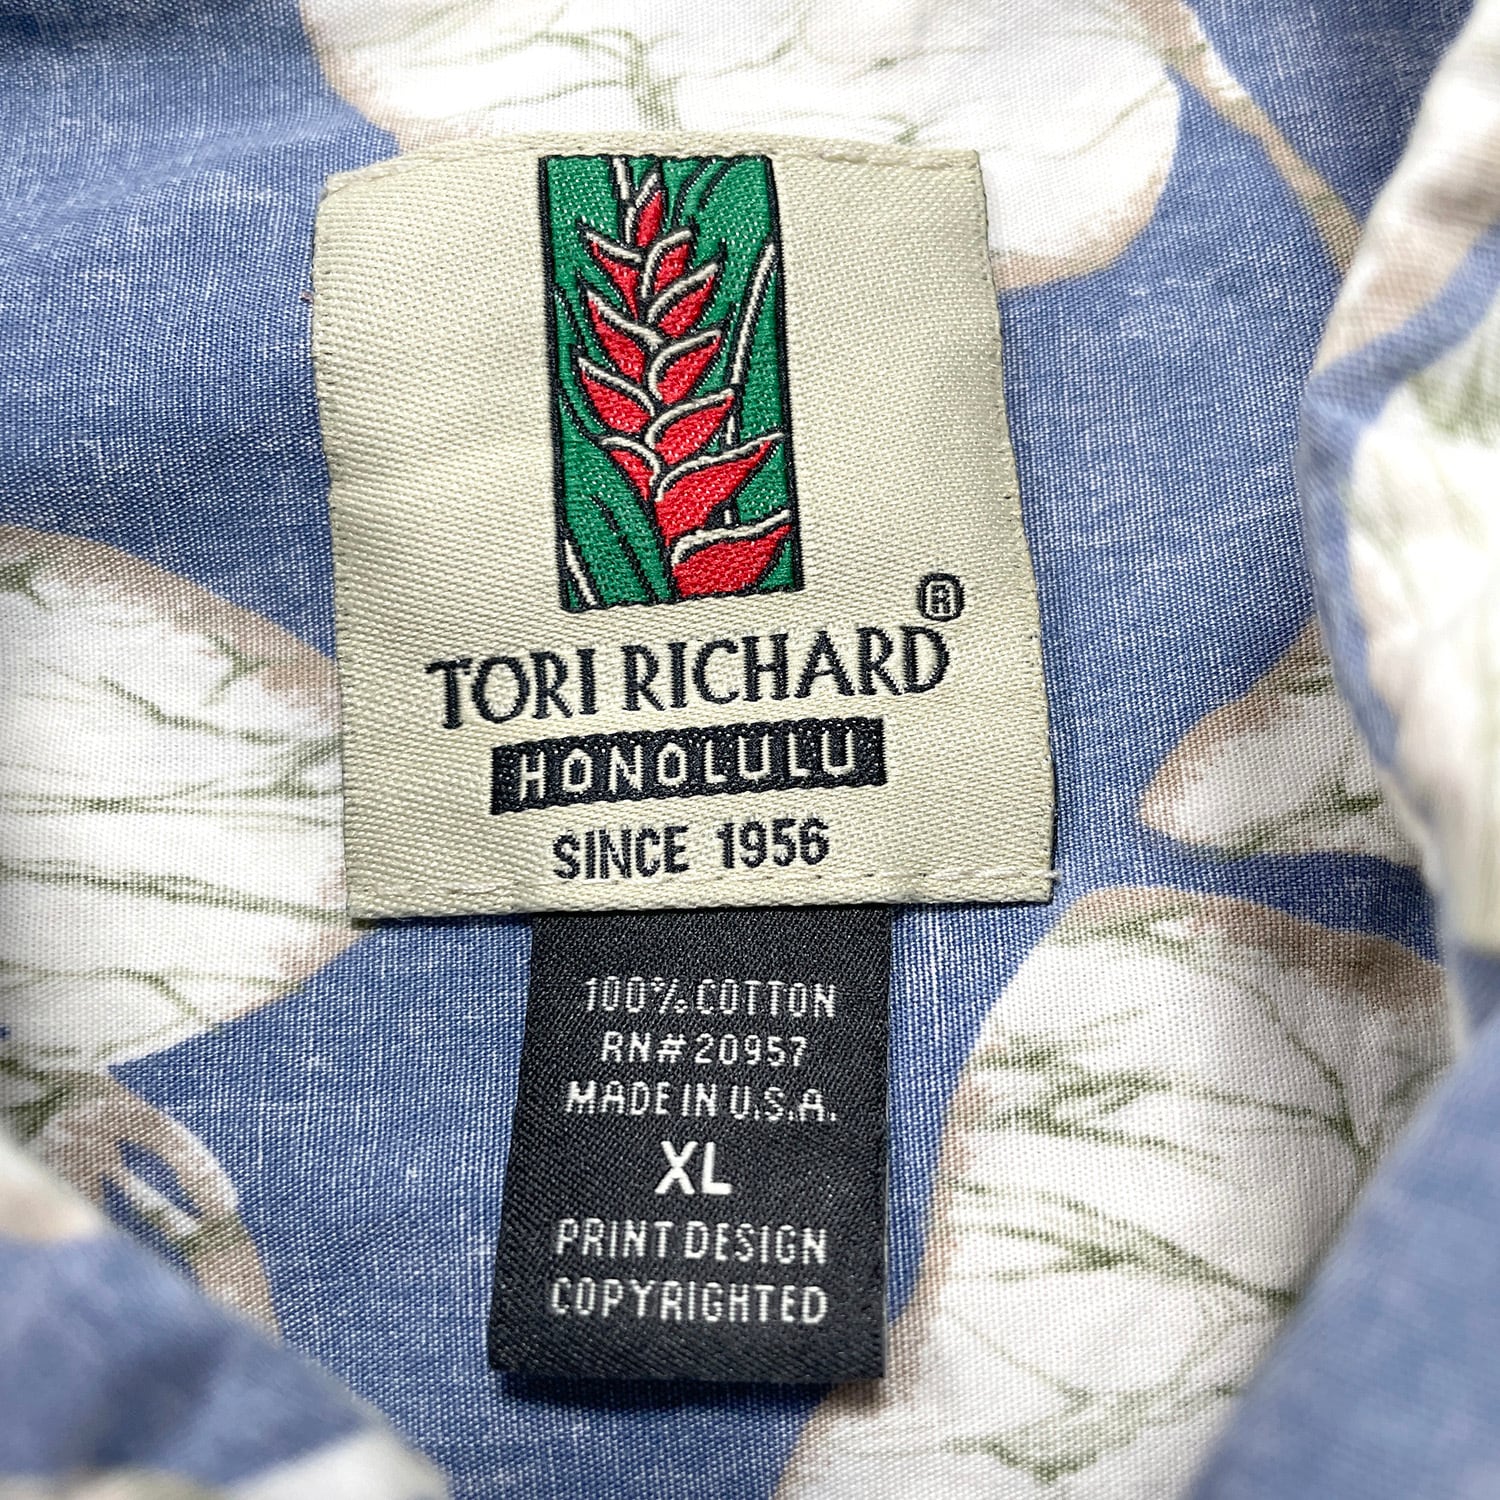 TORI RICHARD®
HONOLULU
SINCE 1956
100% COTTON
RN# 20957
MADE IN U.S.A.
XL
PRINT DESIGN
COPYRIGHTED